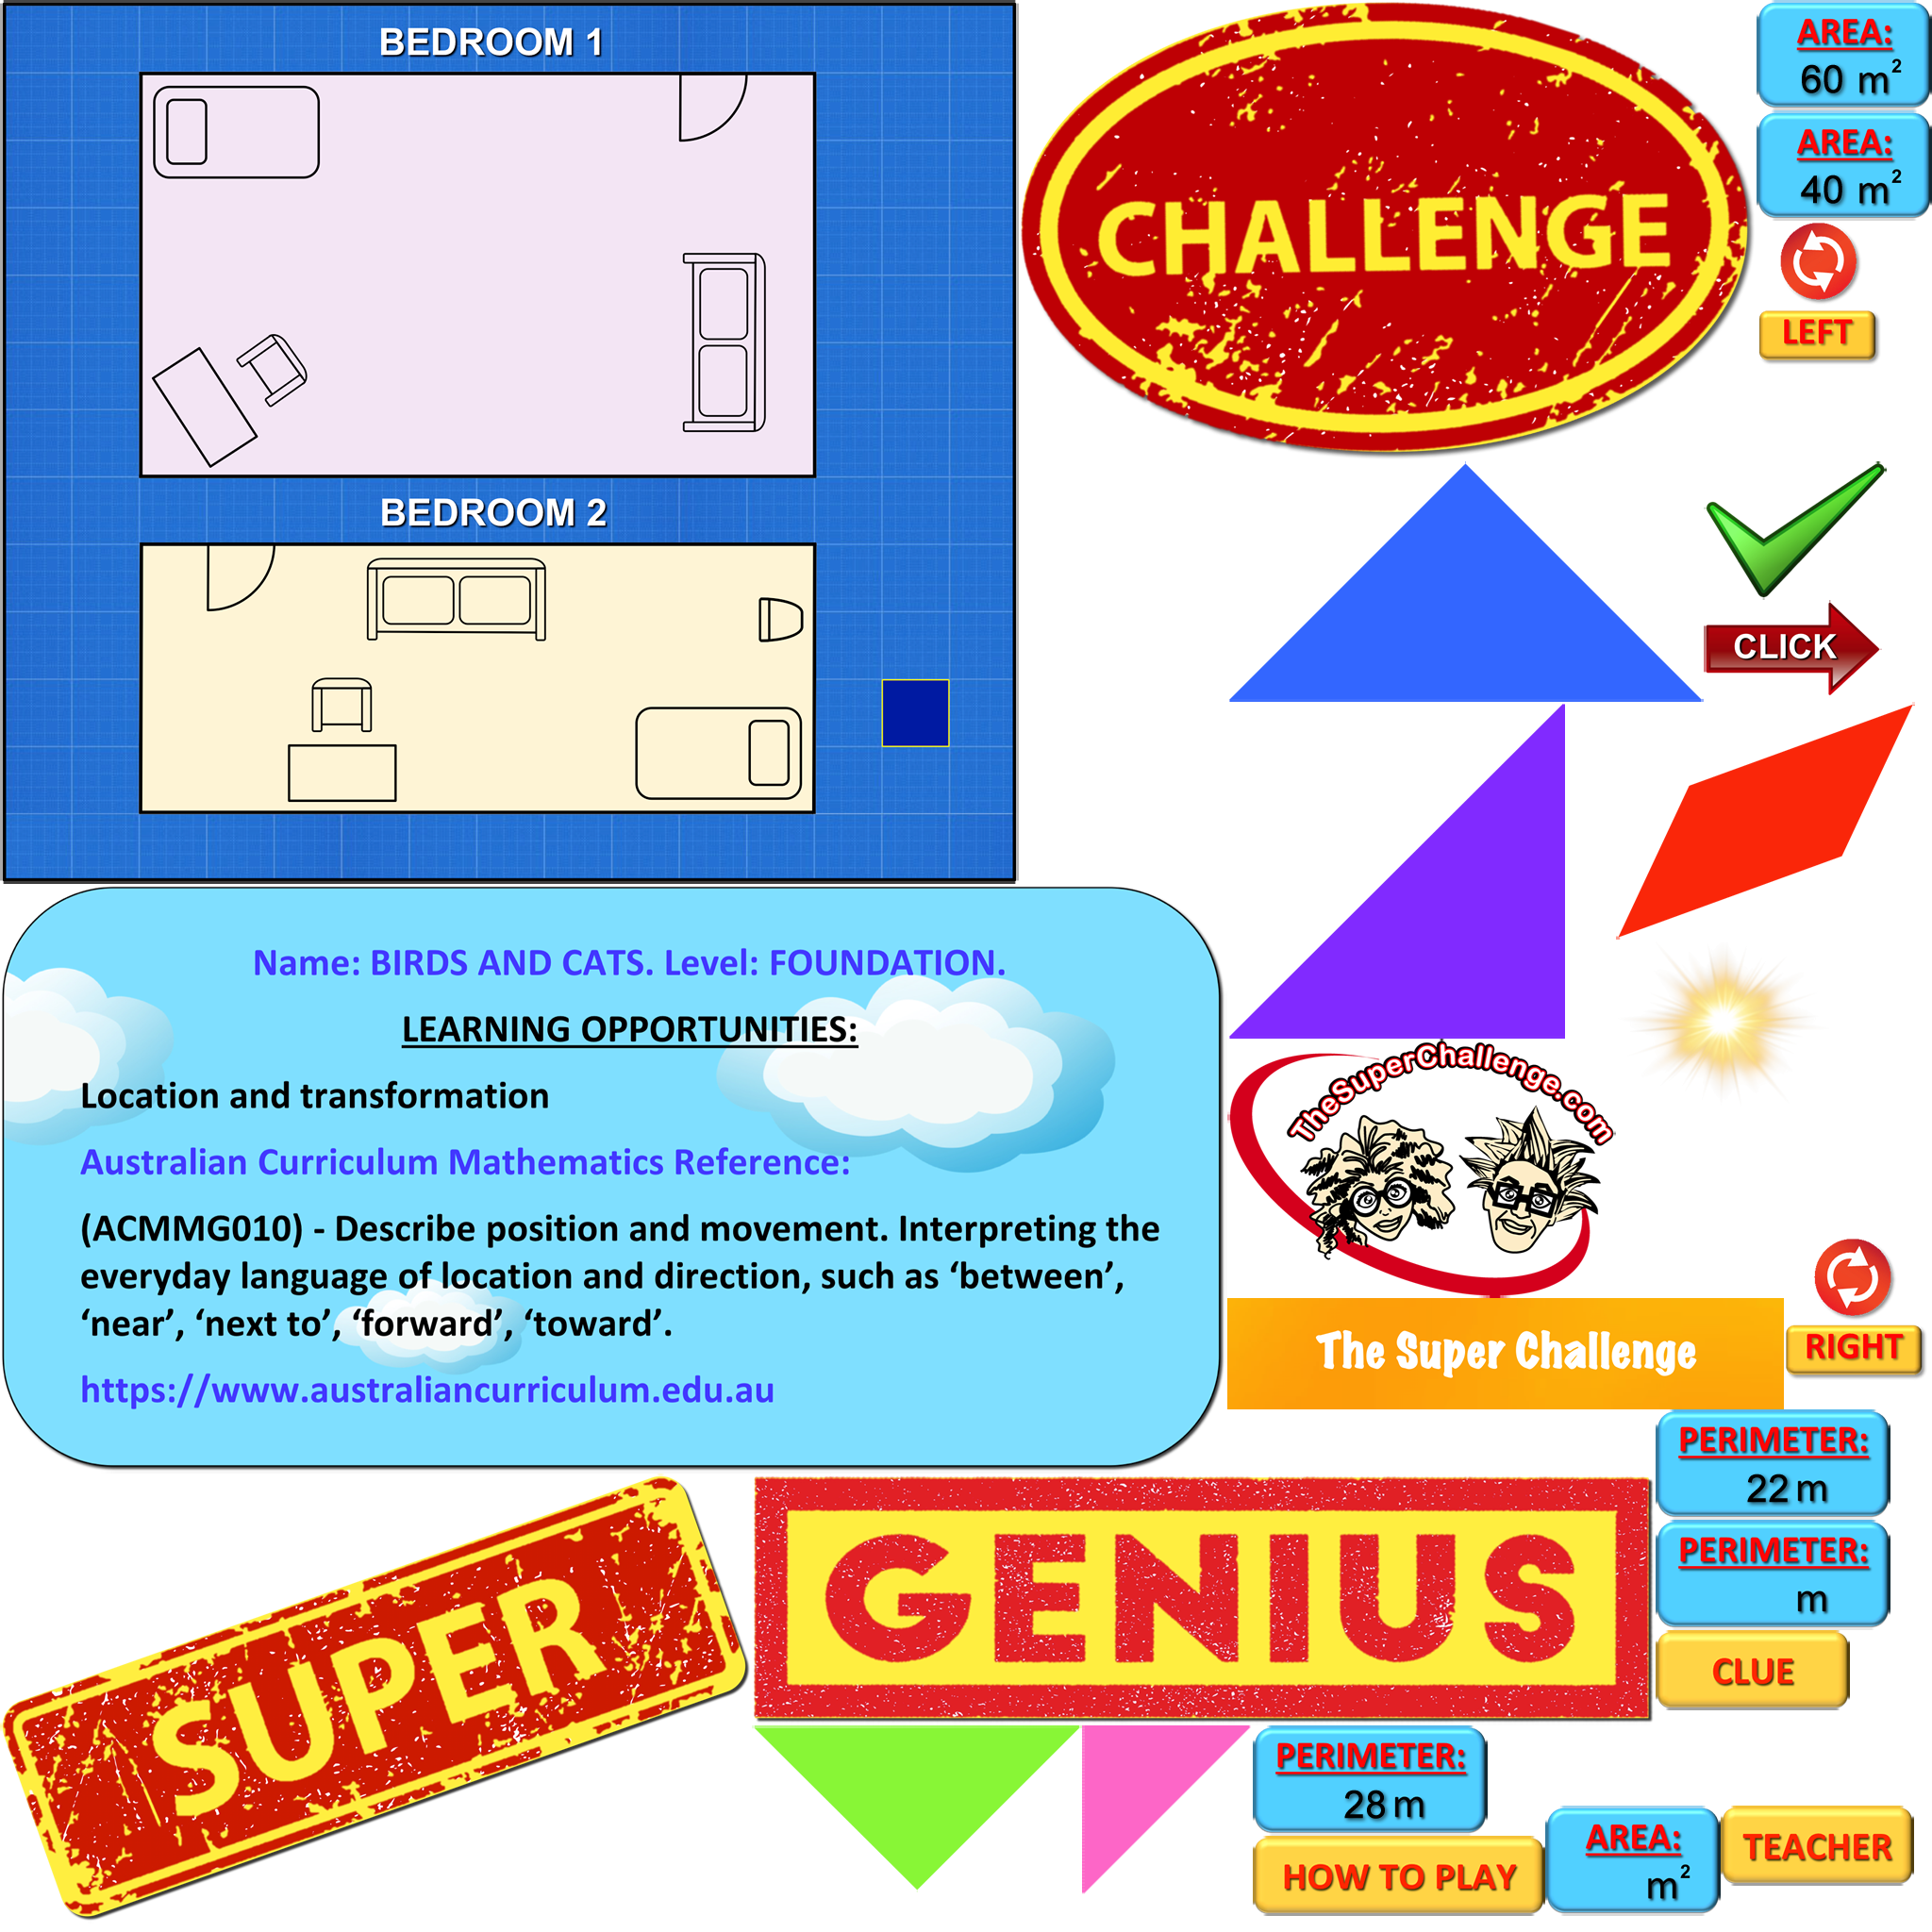 BEDROOM 1
BEDROOM 2
CHALLENGE
AREA:
60 m²
AREA:
40 m²
LEFT
CLICK
Name: BIRDS AND CATS. Level: FOUNDATION.
LEARNING OPPORTUNITIES:
Location and transformation
Australian Curriculum Mathematics Reference:
(ACMMG010) - Describe position and movement. Interpreting the
everyday language of location and direction, such as ‘between’,
‘near’, ‘next to’, ‘forward’, ‘toward’.
https://www.australiancurriculum.edu.au
TheSuperChallenge.com
The Super Challenge
RIGHT
SUPER
GENIUS
PERIMETER:
22 m
PERIMETER:
m
CLUE
PERIMETER:
28 m
HOW TO PLAY
AREA:
m²
TEACHER